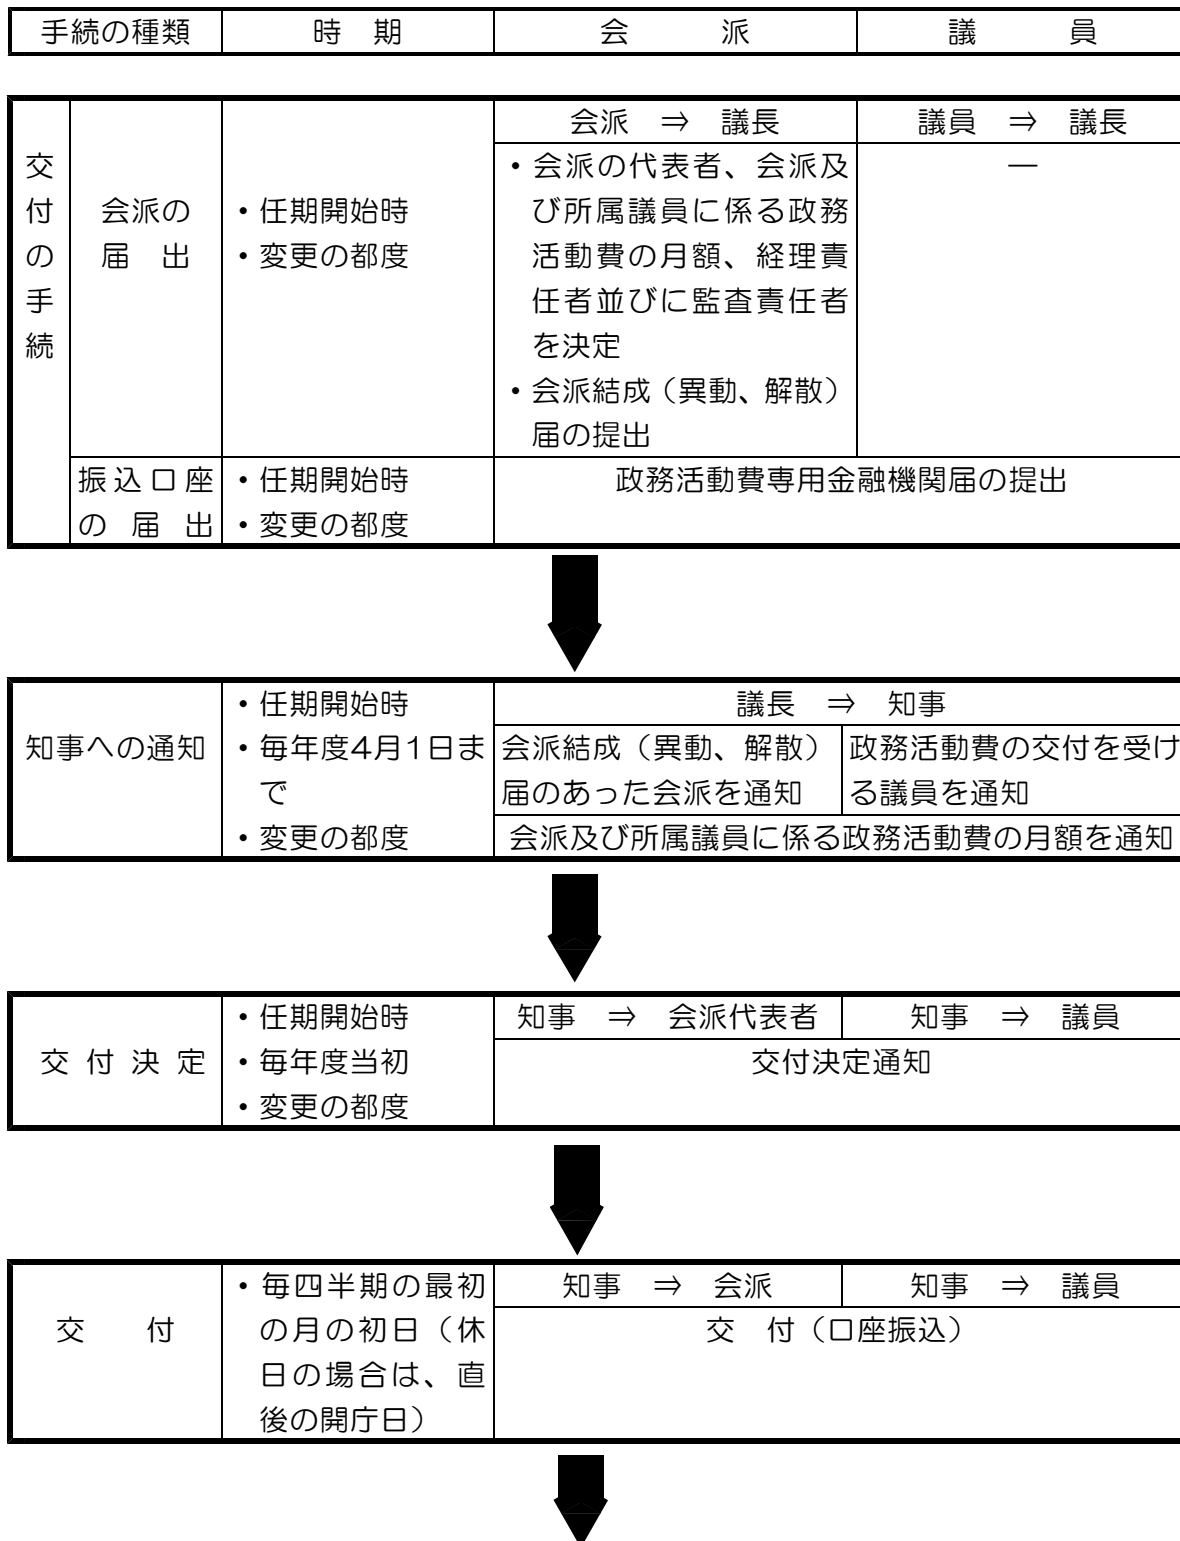 手続の種類 時　期 会　　　派 議　　　員
会派　⇒　議長 議員　⇒　議長
交付の手続
会派の
届　出
・任期開始時
・変更の都度
・会派の代表者、会派及
び所属議員に係る政務
活動費の月額、経理責
任者並びに監査責任者
を決定
・会派結成（異動、解散）
届の提出
―
振込口座
の　届　出
・任期開始時
・変更の都度
政務活動費専用金融機関届の提出
知事への通知
・任期開始時
・毎年度4月1日ま
で
・変更の都度
議長　⇒　知事
会派結成（異動、解散）
届のあった会派を通知
政務活動費の交付を受け
る議員を通知
会派及び所属議員に係る政務活動費の月額を通知
交 付 決 定
・任期開始時
・毎年度当初
・変更の都度
知事　⇒　会派代表者 知事　⇒　議員
交付決定通知
交　　付
・毎四半期の最初
の月の初日（休
日の場合は、直
後の開庁日）
知事　⇒　会派 知事　⇒　議員
交　付（口座振込）